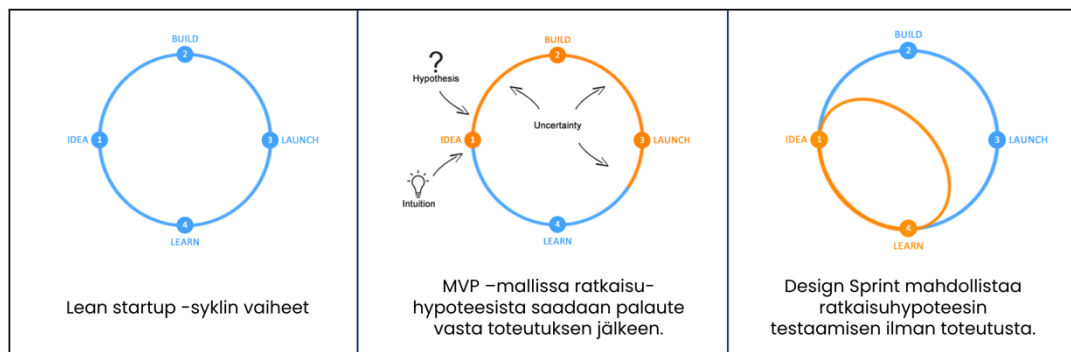 BUILD
2
IDEA
1
3
LAUNCH
4
LEARN
Lean startup -syklin vaiheet
?
Hypothesis
BUILD
2
Uncertainty
IDEA
1
3
LAUNCH
Intuition
4
LEARN
MVP –mallissa ratkaisu-
hypoteesista saadaan palaute
vasta toteutuksen jälkeen.
BUILD
2
IDEA
1
3
LAUNCH
4
LEARN
Design Sprint mahdollistaa
ratkaisuhypoteesin
testaamisen ilman toteutusta.